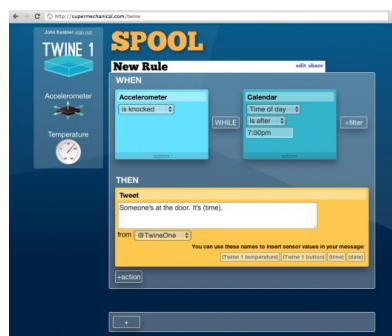 http://supermechanical.com/twine
John Kestner sign out
TWINE 1
Accelerometer
Temperature
SPOOL
New Rule
edit share
WHEN
Accelerometer
is knocked
WHILE
Calendar
Time of day
is after
7:00pm
+filter
THEN
Tweet
Someone's at the door. It's (time).
from @TwineOne
You can use these names to insert sensor values in your message:
(Twine 1 temperature) (Twine 1 button) (time) (date)
+action
+